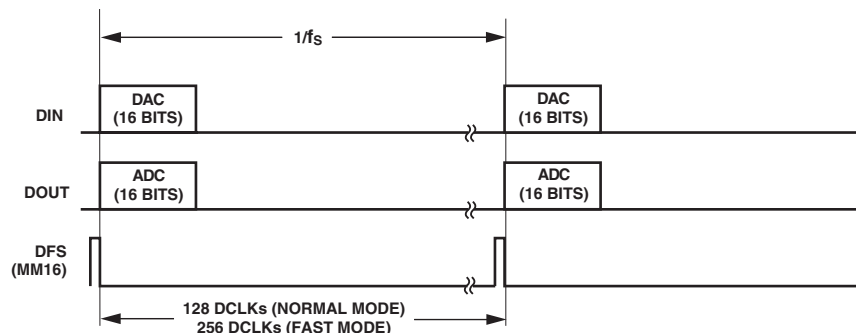 1/fS
DIN
DAC
(16 BITS)
DAC
(16 BITS)
DOUT
ADC
(16 BITS)
ADC
(16 BITS)
DFS
(MM16)
128 DCLKs (NORMAL MODE)
256 DCLKs (FAST MODE)